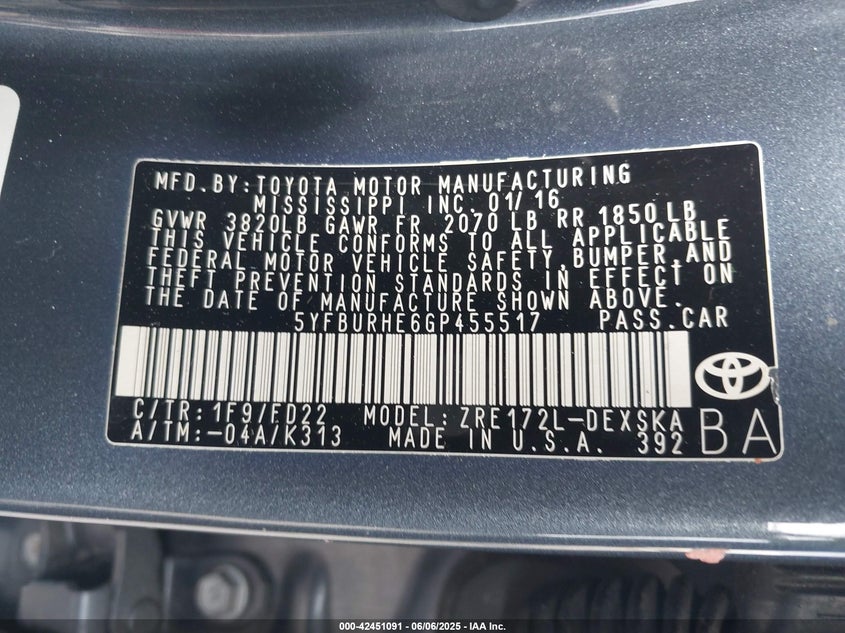 MFD.BY:TOYOTA MOTOR MANUFACTURING
MISSISSIPPI INC. 01/16
GVWR 3820LB GAWR FR 2070 LB RR 1850 LB
THIS VEHICLE CONFORMS TO ALL APPLICABLE
FEDERAL MOTOR VEHICLE SAFETY, BUMPER, AND
THEFT PREVENTION STANDARDS IN EFFECT ON
THE DATE OF MANUFACTURE SHOWN ABOVE.
5YFBURHE6GP455517 PASS.CAR
C/TR:1F9/FD22 MODEL:ZRE172L-DEXSKA
A/TM:-04A/K313 MADE IN U.S.A. 392 BA
000-42451091 - 06/06/2025 - IAA Inc.